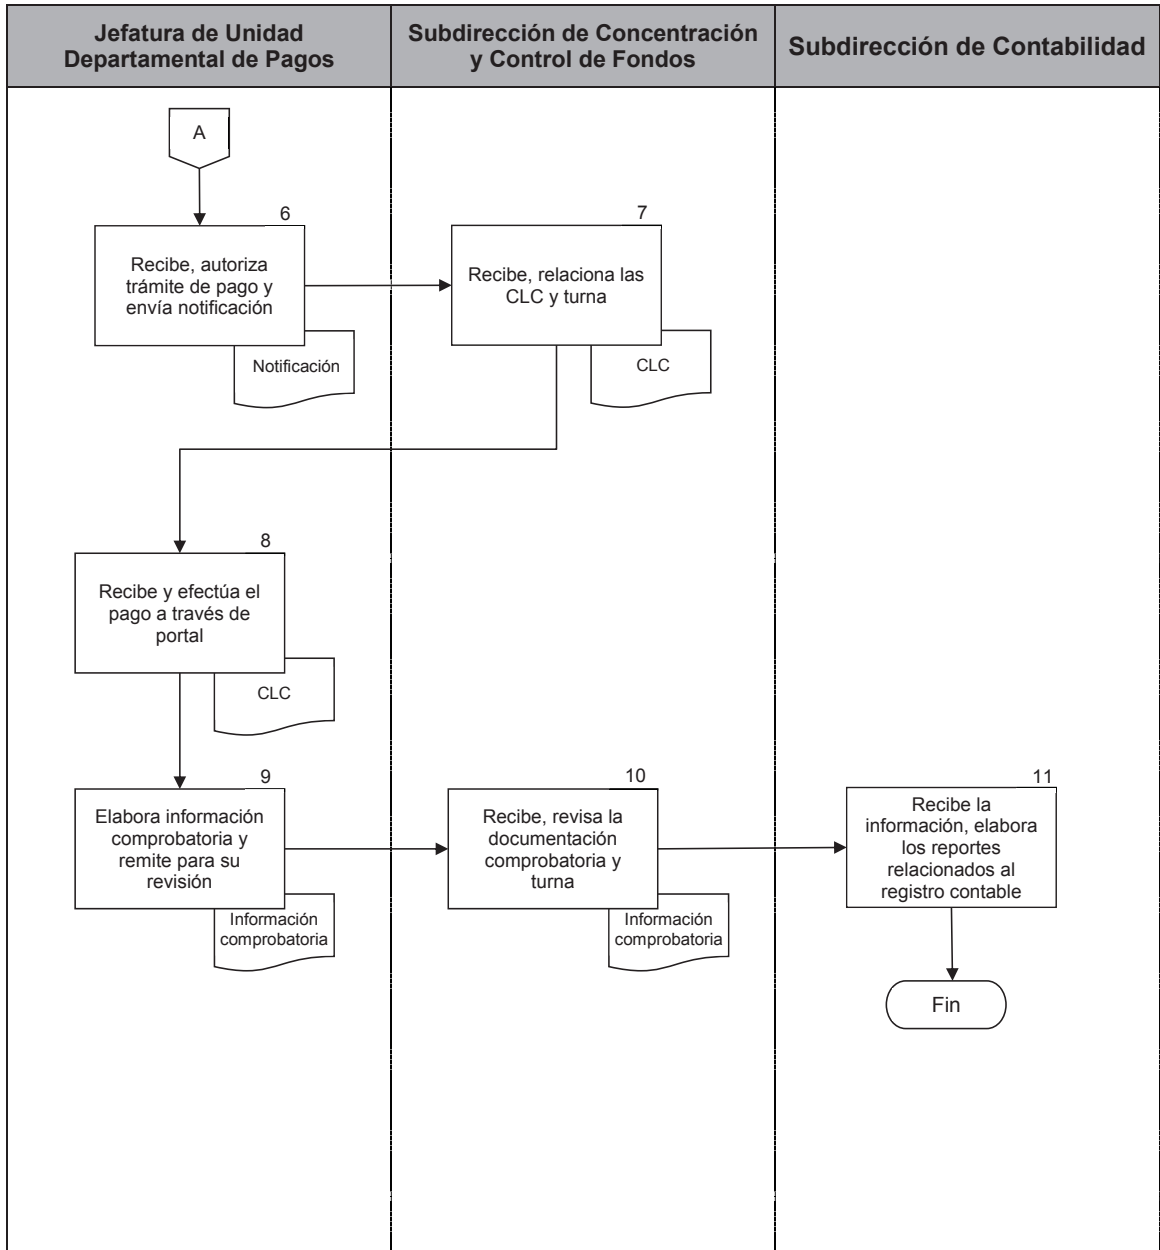 Jefatura de Unidad
Departamental de Pagos
Subdirección de Concentración
y Control de Fondos
Subdirección de Contabilidad
A
6
Recibe, autoriza
trámite de pago y
envía notificación
Notificación
7
Recibe, relaciona las
CLC y turna
CLC
8
Recibe y efectúa el
pago a través de
portal
CLC
9
Elabora información
comprobatoria y
remite para su
revisión
Información
comprobatoria
10
Recibe, revisa la
documentación
comprobatoria y
turna
Información
comprobatoria
11
Recibe la
información, elabora
los reportes
relacionados al
registro contable
Fin